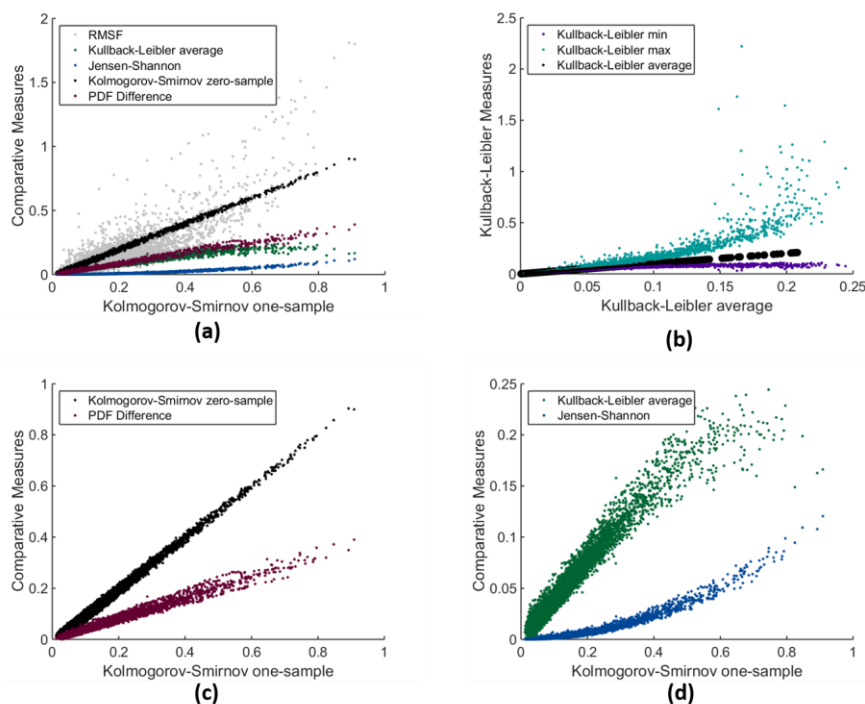 2
1.5
1
0.5
0
Comparative Measures
RMSF
Kullback-Leibler average
Jensen-Shannon
Kolmogorov-Smirnov zero-sample
PDF Difference
0.2
0.4
0.6
0.8
1
Kolmogorov-Smirnov one-sample
(a)
2.5
2
1.5
1
0.5
0
Kullback-Leibler Measures
Kullback-Leibler min
Kullback-Leibler max
Kullback-Leibler average
0.05
0.1
0.15
0.2
0.25
Kullback-Leibler average
(b)
1
0.8
0.6
0.4
0.2
0
Comparative Measures
Kolmogorov-Smirnov zero-sample
PDF Difference
0
0.2
0.4
0.6
0.8
1
Kolmogorov-Smirnov one-sample
(c)
0.25
0.2
0.15
0.1
0.05
0
Comparative Measures
Kullback-Leibler average
Jensen-Shannon
0
0.2
0.4
0.6
0.8
1
Kolmogorov-Smirnov one-sample
(d)